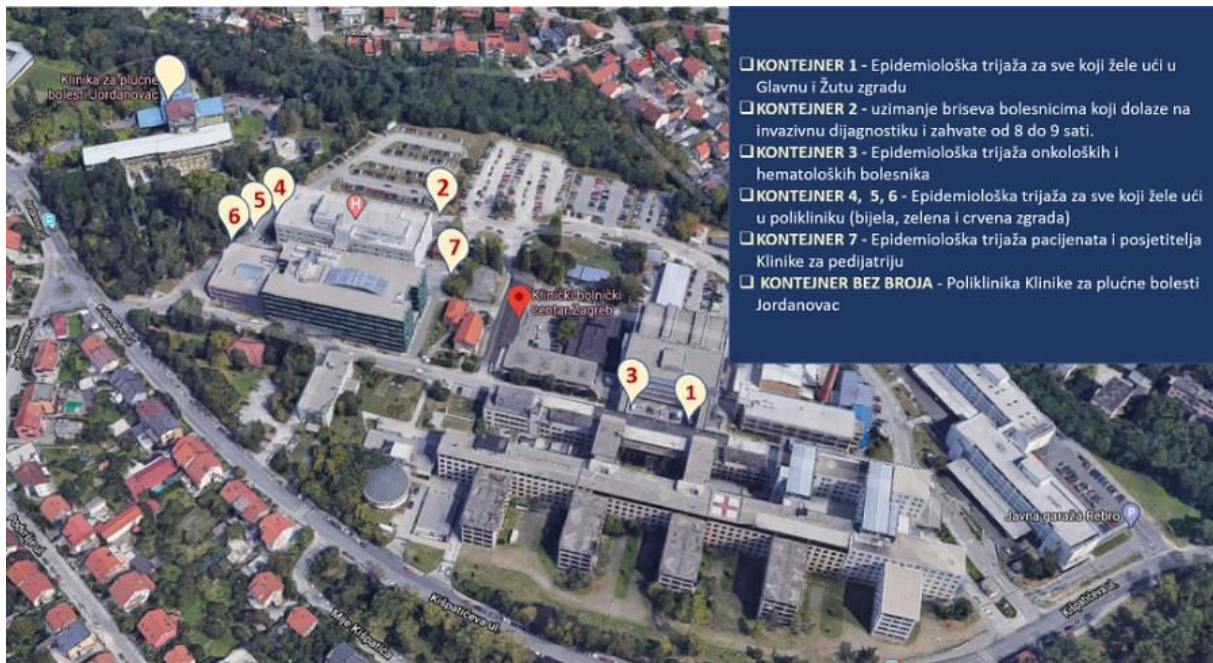 Klinika za plućne
bolesti Jordanovac
6
5
4
H
2
7
Klinički bolnički
centar Zagreb
3
1
Javna garaža Rebro
P
Kišpatićeva ul.
Kišpatićeva ul.
Mije Kišpatića
❑ KONTEJNER 1 - Epidemiološka trijaža za sve koji žele ući u
Glavnu i Žutu zgradu
❑ KONTEJNER 2 - uzimanje briseva bolesnicima koji dolaze na
invazivnu dijagnostiku i zahvate od 8 do 9 sati.
❑ KONTEJNER 3 - Epidemiološka trijaža onkoloških i
hematoloških bolesnika
❑ KONTEJNER 4, 5, 6 - Epidemiološka trijaža za sve koji žele ući
u polikliniku (bijela, zelena i crvena zgrada)
❑ KONTEJNER 7 - Epidemiološka trijaža pacijenata i posjetitelja
Klinike za pedijatriju
❑ KONTEJNER BEZ BROJA - Poliklinika Klinike za plućne bolesti
Jordanovac